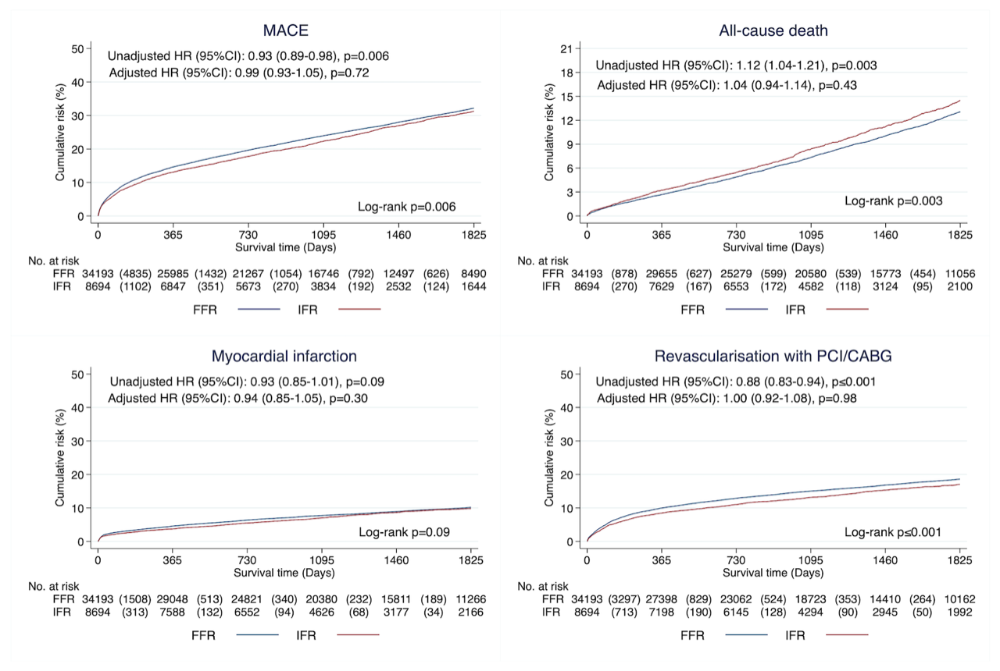 MACE
50
40
30
20
10
0
Cumulative risk (%)
Unadjusted HR (95%CI): 0.93 (0.89-0.98), p=0.006
Adjusted HR (95%CI): 0.99 (0.93-1.05), p=0.72
Log-rank p=0.006
0 365 730 1095 1460 1825
Survival time (Days)
No. at risk
FFR 34193 (4835) 25985 (1432) 21267 (1054) 16746 (792) 12497 (626) 8490
IFR 8694 (1102) 6847 (351) 5673 (270) 3834 (192) 2532 (124) 1644
FFR IFR
All-cause death
21
18
15
12
9
6
3
0
Cumulative risk (%)
Unadjusted HR (95%CI): 1.12 (1.04-1.21), p=0.003
Adjusted HR (95%CI): 1.04 (0.94-1.14), p=0.43
Log-rank p=0.003
0 365 730 1095 1460 1825
Survival time (Days)
No. at risk
FFR 34193 (878) 29655 (627) 25279 (599) 20580 (539) 15773 (454) 11056
IFR 8694 (270) 7629 (167) 6553 (172) 4582 (118) 3124 (95) 2100
FFR IFR
Myocardial infarction
50
40
30
20
10
0
Cumulative risk (%)
Unadjusted HR (95%CI): 0.93 (0.85-1.01), p=0.09
Adjusted HR (95%CI): 0.94 (0.85-1.05), p=0.30
Log-rank p=0.09
0 365 730 1095 1460 1825
Survival time (Days)
No. at risk
FFR 34193 (1508) 29048 (513) 24821 (340) 20380 (232) 15811 (189) 11266
IFR 8694 (313) 7588 (132) 6552 (94) 4626 (68) 3177 (34) 2166
FFR IFR
Revascularisation with PCI/CABG
50
40
30
20
10
0
Cumulative risk (%)
Unadjusted HR (95%CI): 0.88 (0.83-0.94), p≤0.001
Adjusted HR (95%CI): 1.00 (0.92-1.08), p=0.98
Log-rank p≤0.001
0 365 730 1095 1460 1825
Survival time (Days)
No. at risk
FFR 34193 (3297) 27398 (829) 23062 (524) 18723 (353) 14410 (264) 10162
IFR 8694 (713) 7198 (190) 6145 (128) 4294 (90) 2945 (50) 1992
FFR IFR